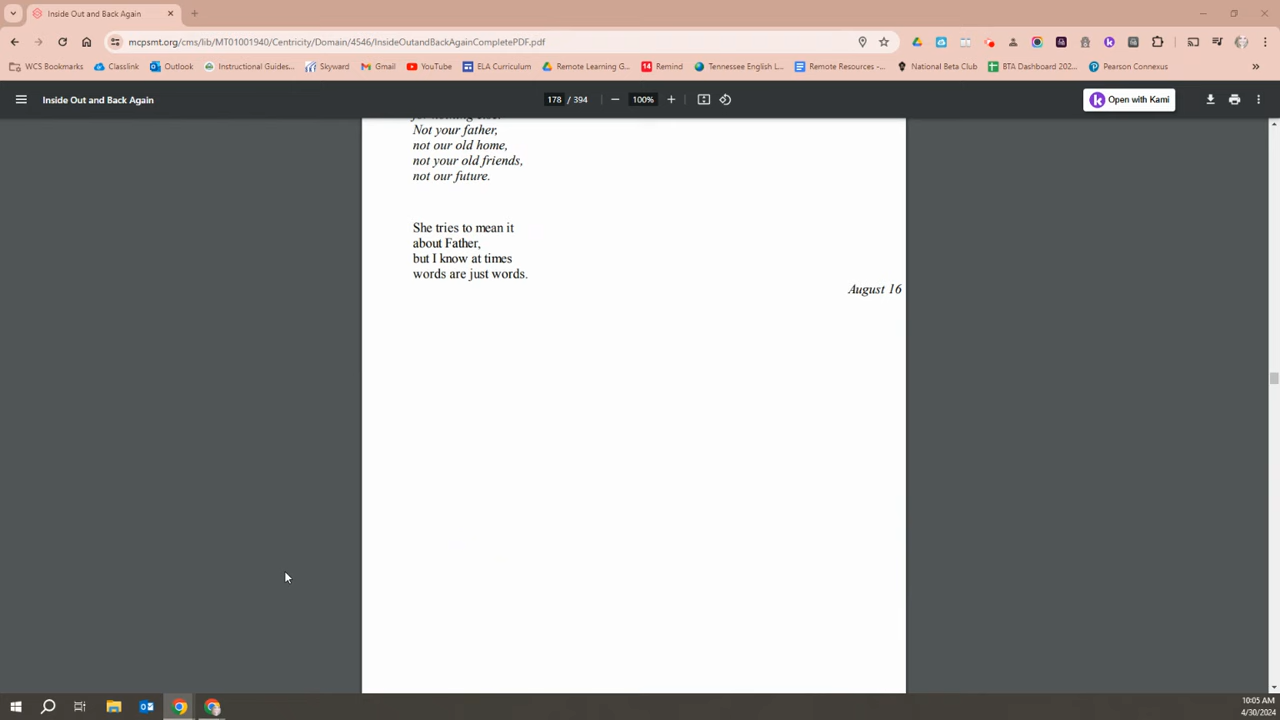 Inside Out and Back Again
mcpsmt.org/cms/lib/MT01001940/Centricity/Domain/4546/InsideOutandBackAgainCompletePDF.pdf
WCS Bookmarks Classlink Outlook Instructional Guides... Skyward Gmail YouTube ELA Curriculum Remote Learning G... Remind Tennessee English L... Remote Resources -... National Beta Club BTA Dashboard 202... Pearson Connexus
Inside Out and Back Again 178 / 394 100% Open with Kami
for nothing else.
Not your father,
not our old home,
not your old friends,
not our future.
She tries to mean it
about Father,
but I know at times
words are just words.
August 16
10:05 AM
4/30/2024